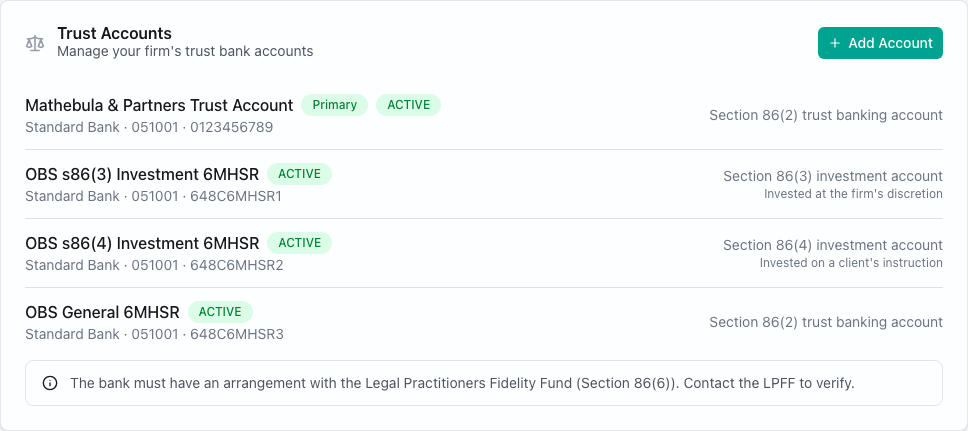 Trust Accounts
Manage your firm's trust bank accounts
+ Add Account
Mathebula & Partners Trust Account Primary ACTIVE
Standard Bank · 051001 · 0123456789
Section 86(2) trust banking account
OBS s86(3) Investment 6MHSR ACTIVE
Standard Bank · 051001 · 648C6MHSR1
Section 86(3) investment account
Invested at the firm's discretion
OBS s86(4) Investment 6MHSR ACTIVE
Standard Bank · 051001 · 648C6MHSR2
Section 86(4) investment account
Invested on a client's instruction
OBS General 6MHSR ACTIVE
Standard Bank · 051001 · 648C6MHSR3
Section 86(2) trust banking account
The bank must have an arrangement with the Legal Practitioners Fidelity Fund (Section 86(6)). Contact the LPFF to verify.